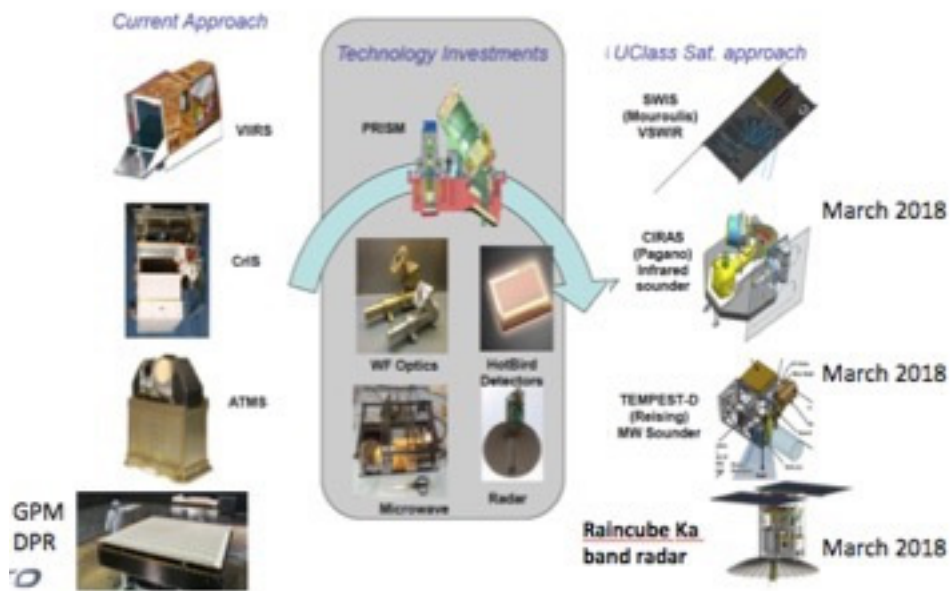 Current Approach
Technology Investments
UClass Sat. approach
VIIRS
PRISM
SWIS
(Mouroulis)
VSWIR
March 2018
CrIS
CIRAS
(Pagano)
Infrared
sounder
WF Optics
HotBird
Detectors
March 2018
ATMS
TEMPEST-D
(Reising)
MW Sounder
Microwave
Radar
GPM
DPR
Raincube Ka
band radar
March 2018